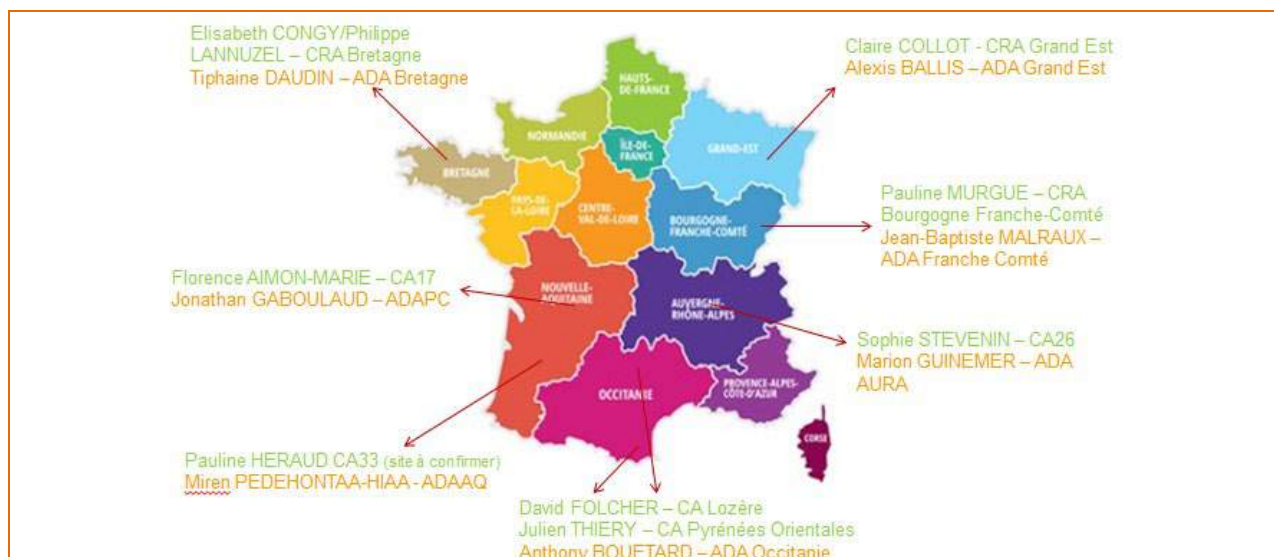 Elisabeth CONGY/Philippe
LANNUZEL – CRA Bretagne
Tiphaine DAUDIN – ADA Bretagne
Claire COLLOT - CRA Grand Est
Alexis BALLIS – ADA Grand Est
HAUTS-
DE-FRANCE
NORMANDIE
ÎLE-DE-
FRANCE
GRAND-EST
BRETAGNE
PAYS-DE-
LA-LOIRE
CENTRE-
VAL-DE-LOIRE
BOURGOGNE-
FRANCHE-COMTÉ
Pauline MURGUE – CRA
Bourgogne Franche-Comté
Jean-Baptiste MALRAUX –
ADA Franche Comté
Florence AIMON-MARIE – CA17
Jonathan GABOULAUD – ADAPC
NOUVELLE-
AQUITAINE
AUVERGNE-
RHÔNE-ALPES
Sophie STEVENIN – CA26
Marion GUINEMER – ADA
AURA
OCCITANIE
PROVENCE-ALPES-
CÔTE-D'AZUR
CORSE
Pauline HERAUD CA33 (site à confirmer)
Miren PEDEHONTAA-HIAA - ADAAQ
David FOLCHER – CA Lozère
Julien THIERY – CA Pyrénées Orientales
Anthony BOUETARD – ADA Occitanie